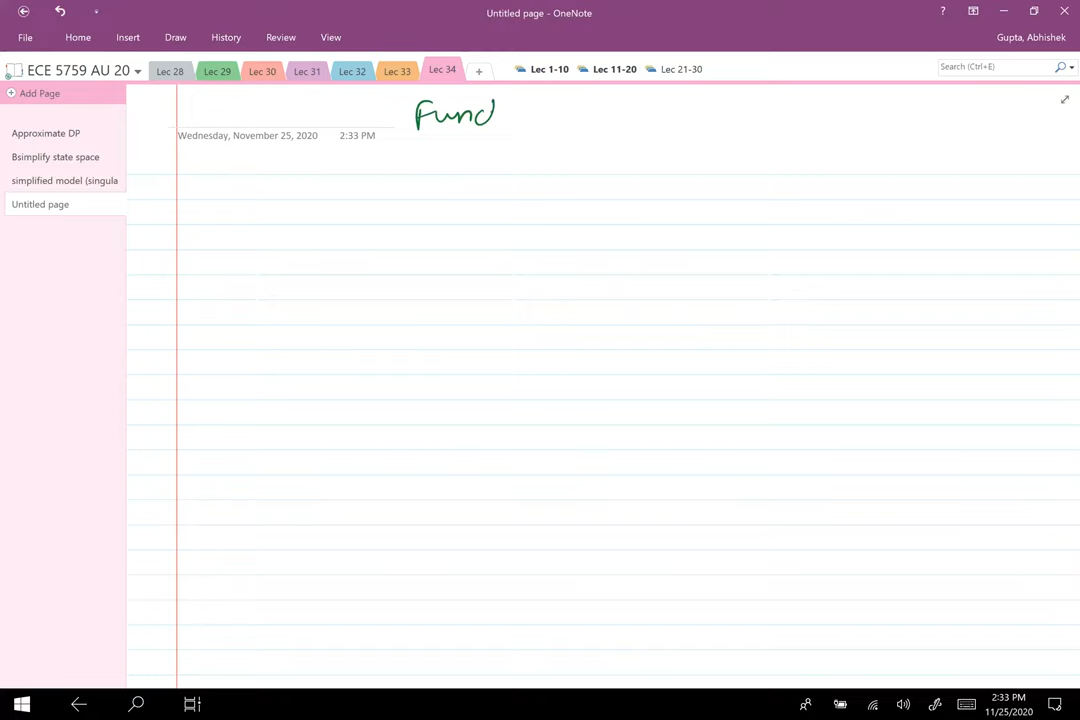 Untitled page - OneNote
?
File Home Insert Draw History Review View
Gupta, Abhishek
ECE 5759 AU 20
Lec 28 Lec 29 Lec 30 Lec 31 Lec 32 Lec 33 Lec 34 + Lec 1-10 Lec 11-20 Lec 21-30
Search (Ctrl+E)
Add Page
Func
Wednesday, November 25, 2020 2:33 PM
Approximate DP
Bsimplify state space
simplified model (singula
Untitled page
2:33 PM
11/25/2020